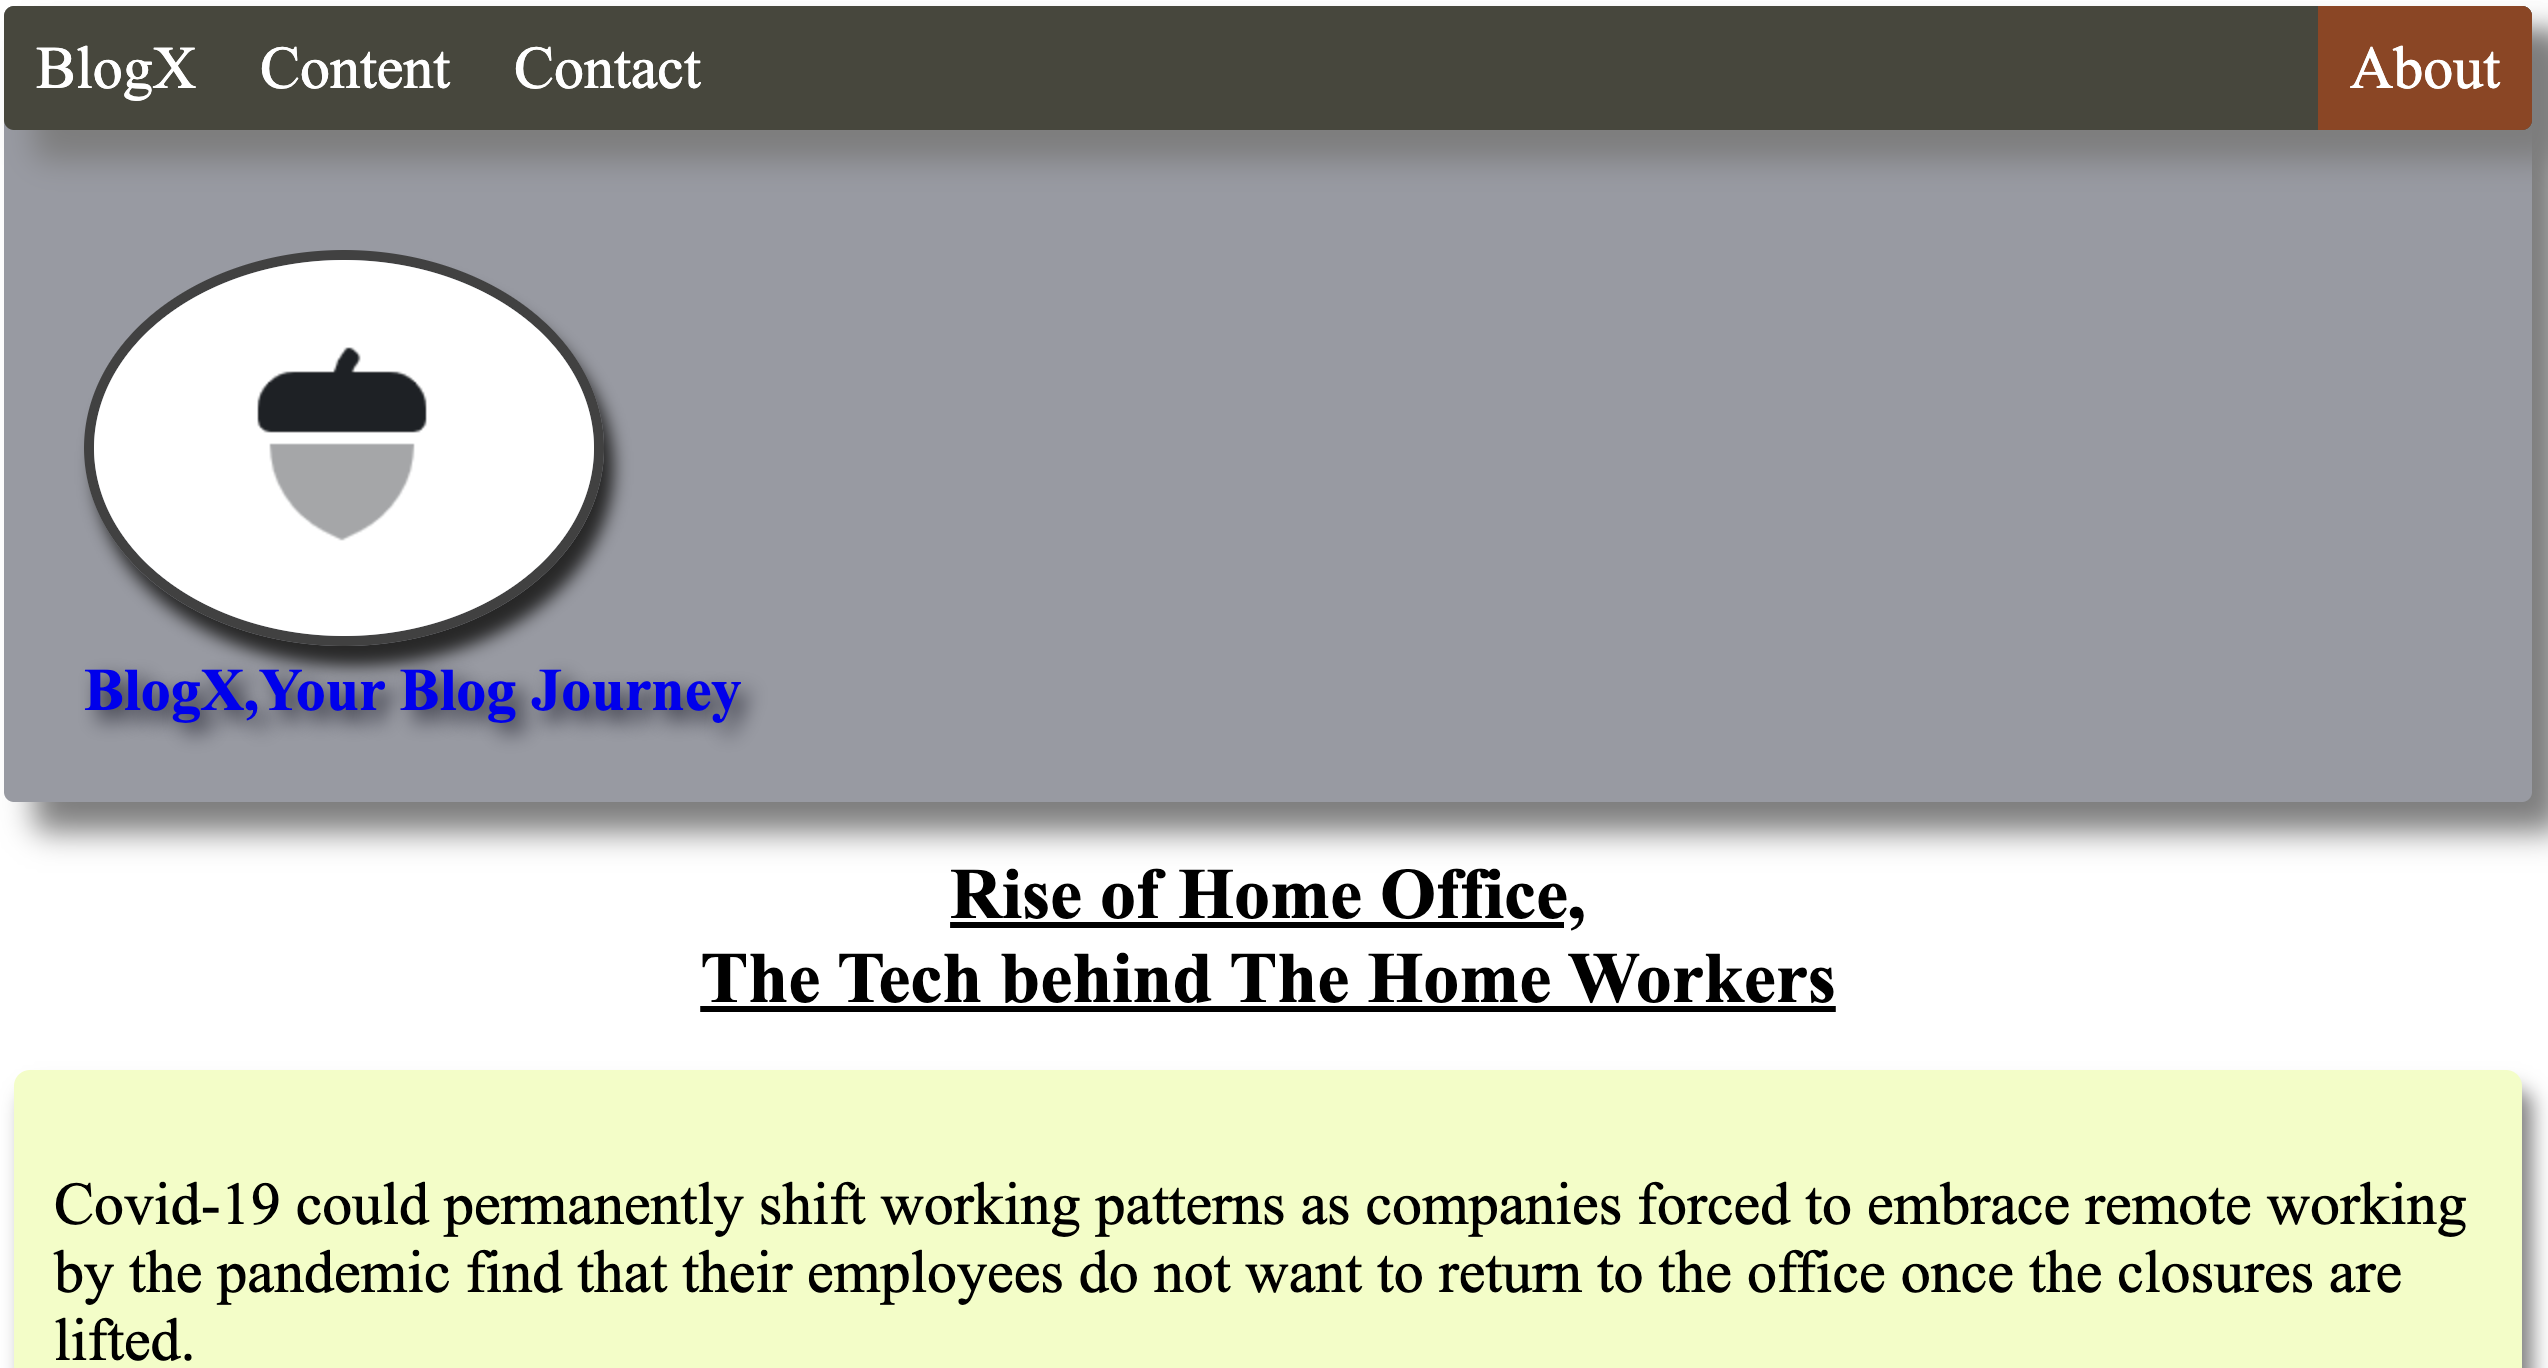 BlogX Content Contact About
BlogX,Your Blog Journey
Rise of Home Office,
The Tech behind The Home Workers
Covid-19 could permanently shift working patterns as companies forced to embrace remote working
by the pandemic find that their employees do not want to return to the office once the closures are
lifted.